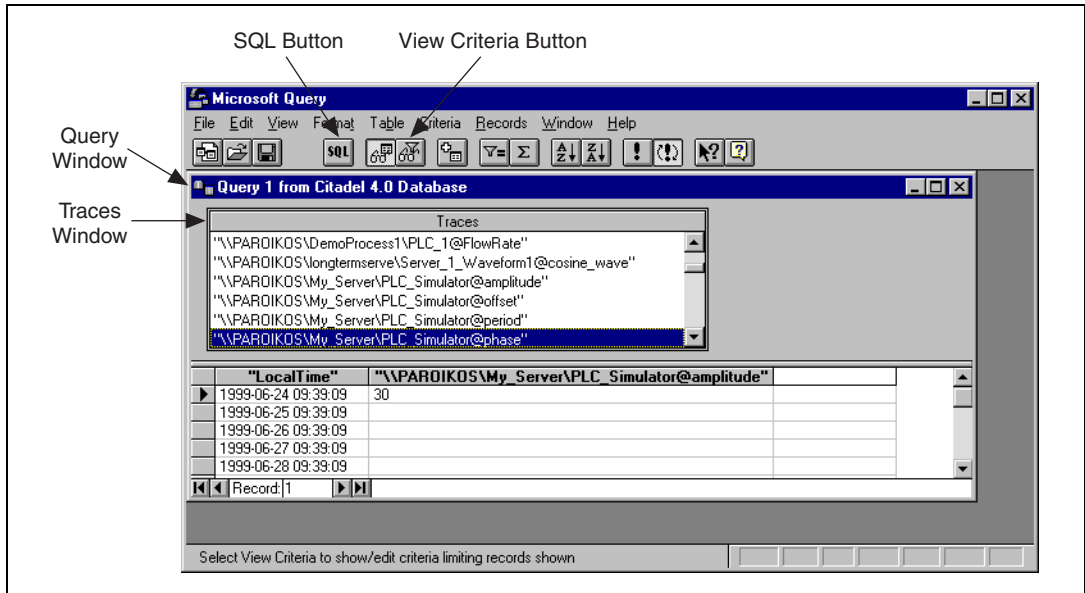 SQL Button View Criteria Button
Microsoft Query
File Edit View Format Table Criteria Records Window Help
SQL
Query
Window
Query 1 from Citadel 4.0 Database
Traces
Window
Traces
"\\PAROIKOS\DemoProcess1\PLC_1@FlowRate"
"\\PAROIKOS\longtermserve\Server_1_Waveform1@cosine_wave"
"\\PAROIKOS\My_Server\PLC_Simulator@amplitude"
"\\PAROIKOS\My_Server\PLC_Simulator@offset"
"\\PAROIKOS\My_Server\PLC_Simulator@period"
"\\PAROIKOS\My_Server\PLC_Simulator@phase"
"LocalTime" "\\PAROIKOS\My_Server\PLC_Simulator@amplitude"
1999-06-24 09:39:09 30
1999-06-25 09:39:09
1999-06-26 09:39:09
1999-06-27 09:39:09
1999-06-28 09:39:09
Record: 1
Select View Criteria to show/edit criteria limiting records shown